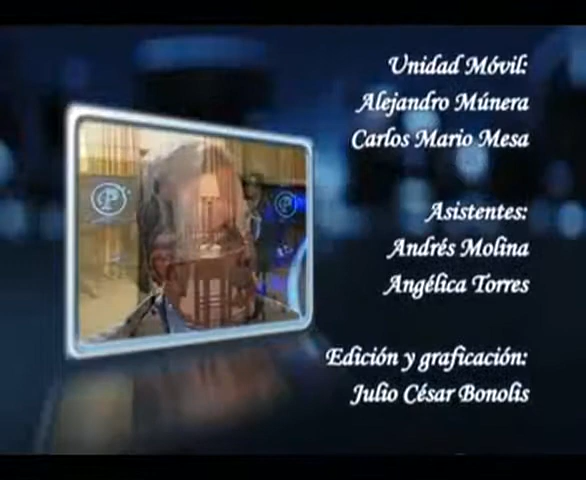 Unidad Móvil:
Alejandro Múnera
Carlos Mario Mesa
Asistentes:
Andrés Molina
Angélica Torres
Edición y graficación:
Julio César Bonolis
P
P